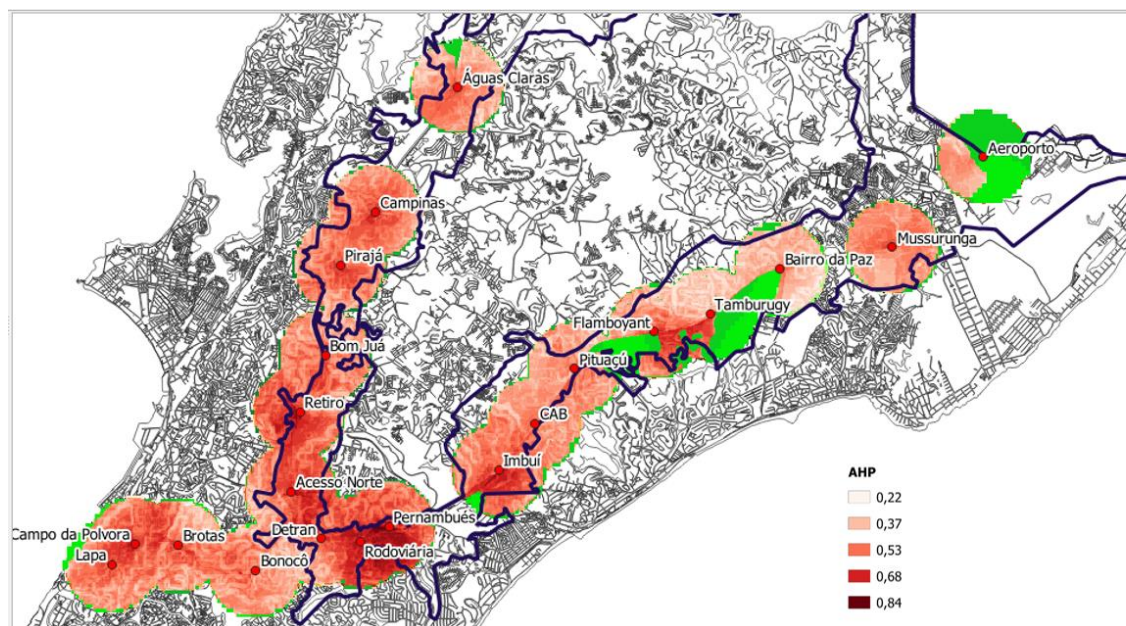 Águas Claras
Aeroporto
Campinas
Mussurunga
Pirajá
Bairro da Paz
Tamburugy
Flamboyant
Bom Juá
Pituaçú
Retiro
CAB
Imbuí
AHP
0,22
0,37
0,53
0,68
0,84
Acesso Norte
Pernambués
Detran
Campo da Polvora
Brotas
Rodoviária
Lapa
Bonocô